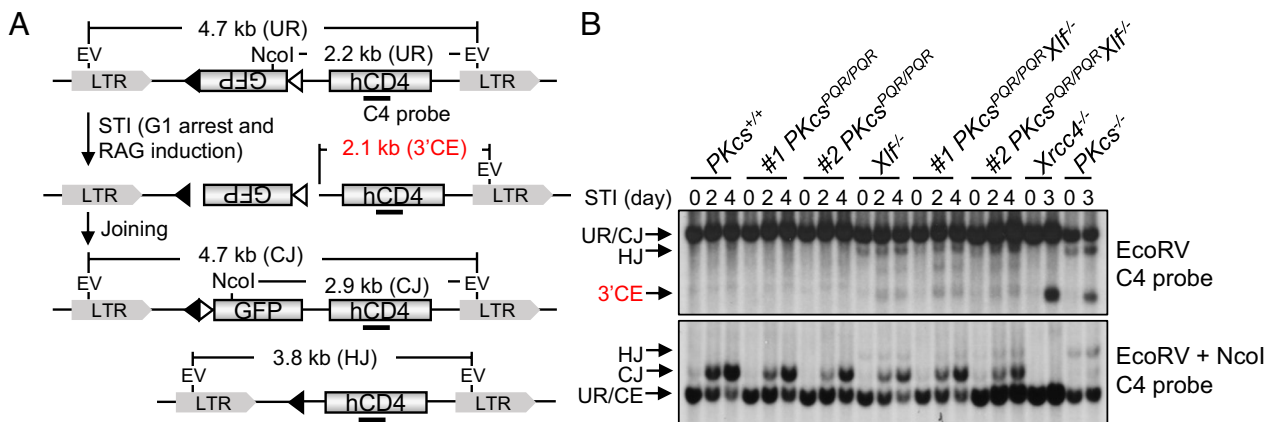 A
4.7 kb (UR)
EV
NcoI
2.2 kb (UR)
EV
LTR
GFP
hCD4
LTR
C4 probe
STI (G1 arrest and
RAG induction)
2.1 kb (3'CE)
EV
LTR
GFP
hCD4
LTR
Joining
4.7 kb (CJ)
EV
NcoI
2.9 kb (CJ)
EV
LTR
GFP
hCD4
LTR
3.8 kb (HJ)
EV
EV
LTR
hCD4
LTR
B
PKcs+/+
#1 PKcsPQR/PQR
#2 PKcsPQR/PQR
Xlf-/-
#1 PKcsPQR/PQRXlf-/-
#2 PKcsPQR/PQRXlf-/-
Xrcc4-/-
PKcs-/-
STI (day) 0 2 4 0 2 4 0 2 4 0 2 4 0 2 4 0 2 4 0 3 0 3
UR/CJ
HJ
3'CE
EcoRV
C4 probe
HJ
CJ
UR/CE
EcoRV + NcoI
C4 probe